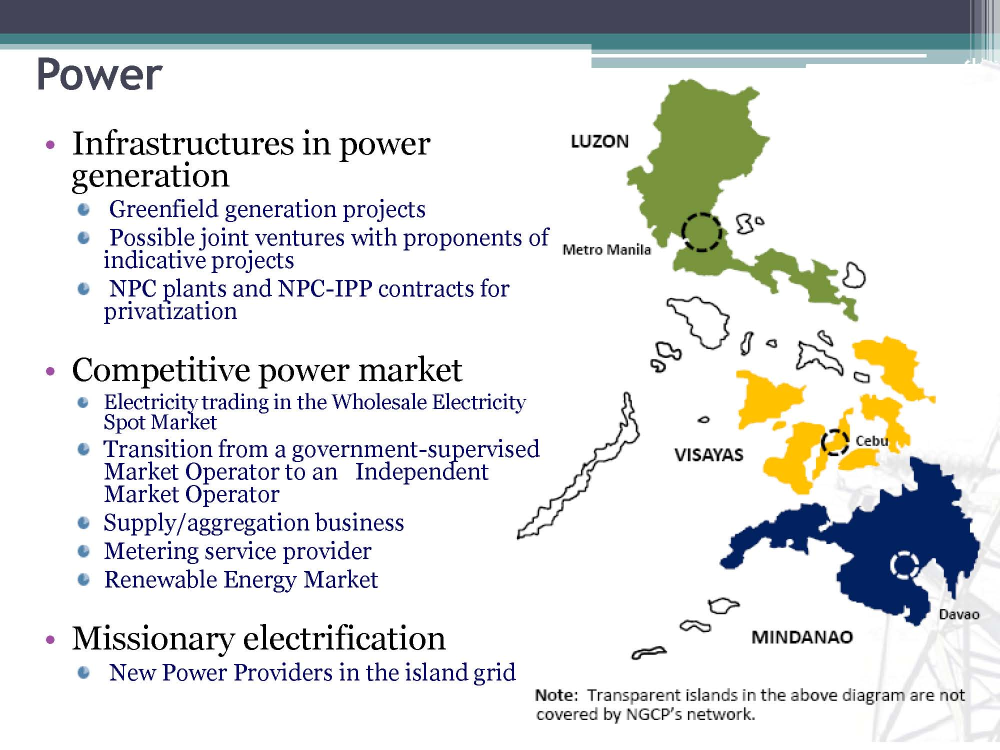 Power
• Infrastructures in power
generation
Greenfield generation projects
Possible joint ventures with proponents of
indicative projects
NPC plants and NPC-IPP contracts for
privatization
• Competitive power market
Electricity trading in the Wholesale Electricity
Spot Market
Transition from a government-supervised
Market Operator to an Independent
Market Operator
Supply/aggregation business
Metering service provider
Renewable Energy Market
• Missionary electrification
New Power Providers in the island grid
LUZON
Metro Manila
Cebu
VISAYAS
Davao
MINDANAO
Note: Transparent islands in the above diagram are not
covered by NGCP's network.